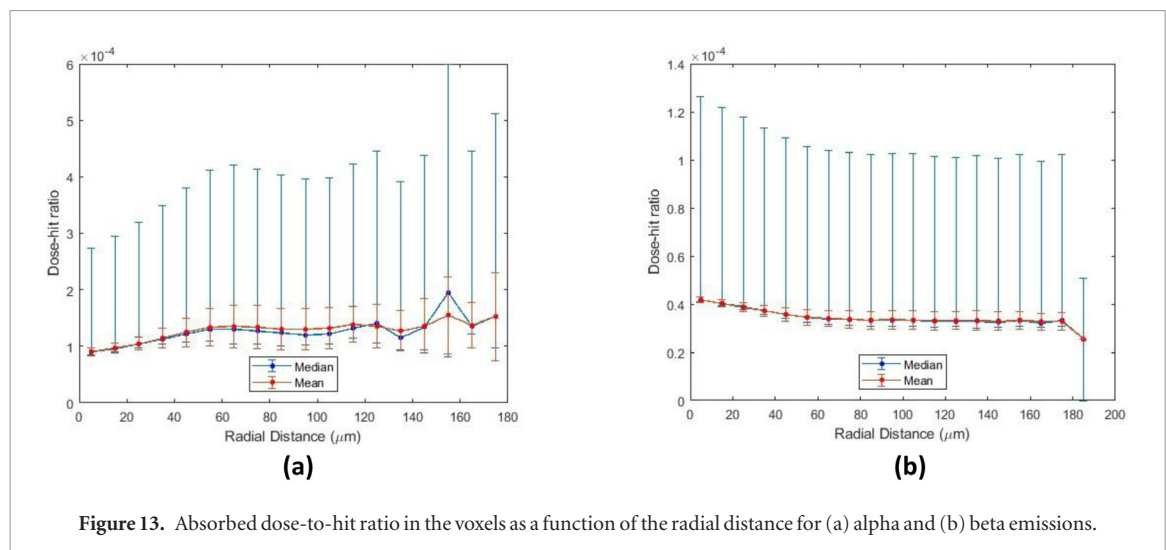 ×10⁻⁴
6
5
4
3
2
1
0
Dose-hit ratio
0 20 40 60 80 100 120 140 160 180
Radial Distance (μm)
Median
Mean
(a)
×10⁻⁴
1.4
1.2
1
0.8
0.6
0.4
0.2
0
Dose-hit ratio
0 20 40 60 80 100 120 140 160 180 200
Radial Distance (μm)
Median
Mean
(b)
Figure 13. Absorbed dose-to-hit ratio in the voxels as a function of the radial distance for (a) alpha and (b) beta emissions.